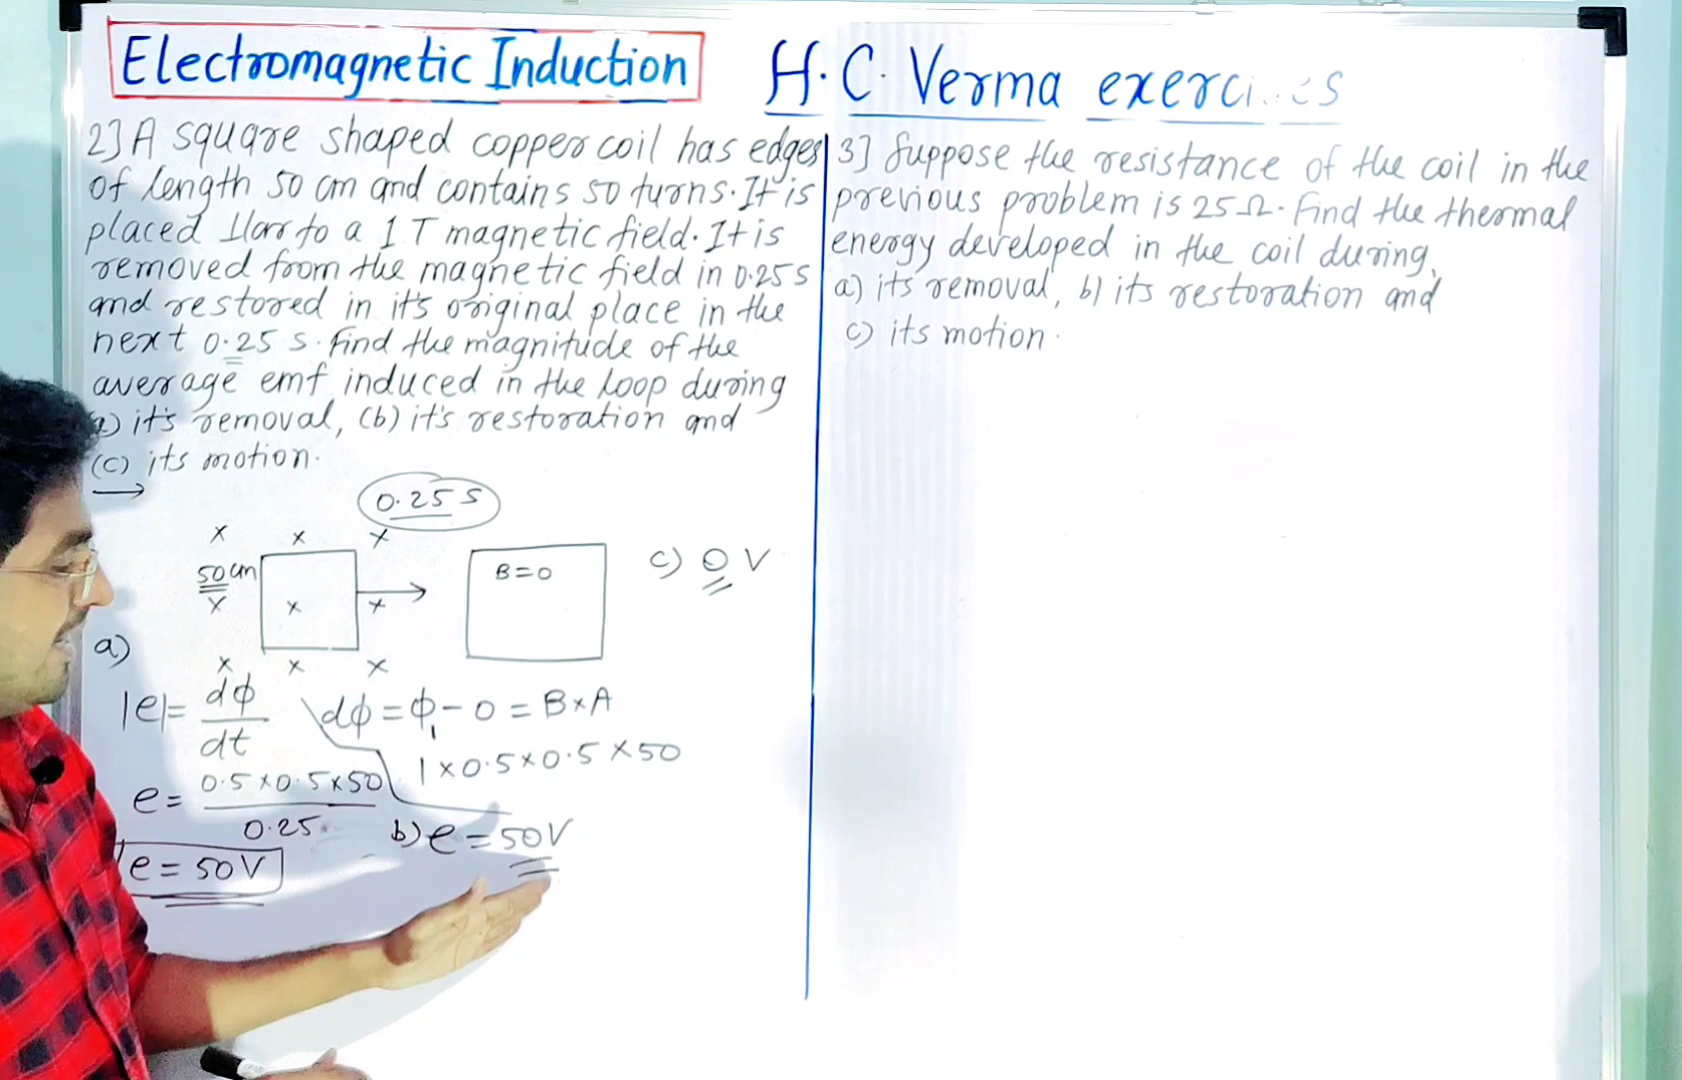 Electromagnetic Induction
H.C. Verma exercises
2] A square shaped copper coil has edges
of length 50 cm and contains 50 turns. It is
placed ⊥lar to a 1 T magnetic field. It is
removed from the magnetic field in 0.25 s
and restored in it's original place in the
next 0.25 s. Find the magnitude of the
average emf induced in the loop during
a) it's removal, (b) it's restoration and
(c) its motion.
0.25 s
x x x
50 cm
B=0
c) 0 V
x x x
a)
x x x
|e| = dϕ/dt
dϕ = ϕ₁ - 0 = B×A
1×0.5×0.5×50
e = 0.5×0.5×50/0.25
b) e = 50V
e = 50V
3] Suppose the resistance of the coil in the
previous problem is 25Ω. Find the thermal
energy developed in the coil during,
a) its removal, b) its restoration and
c) its motion.